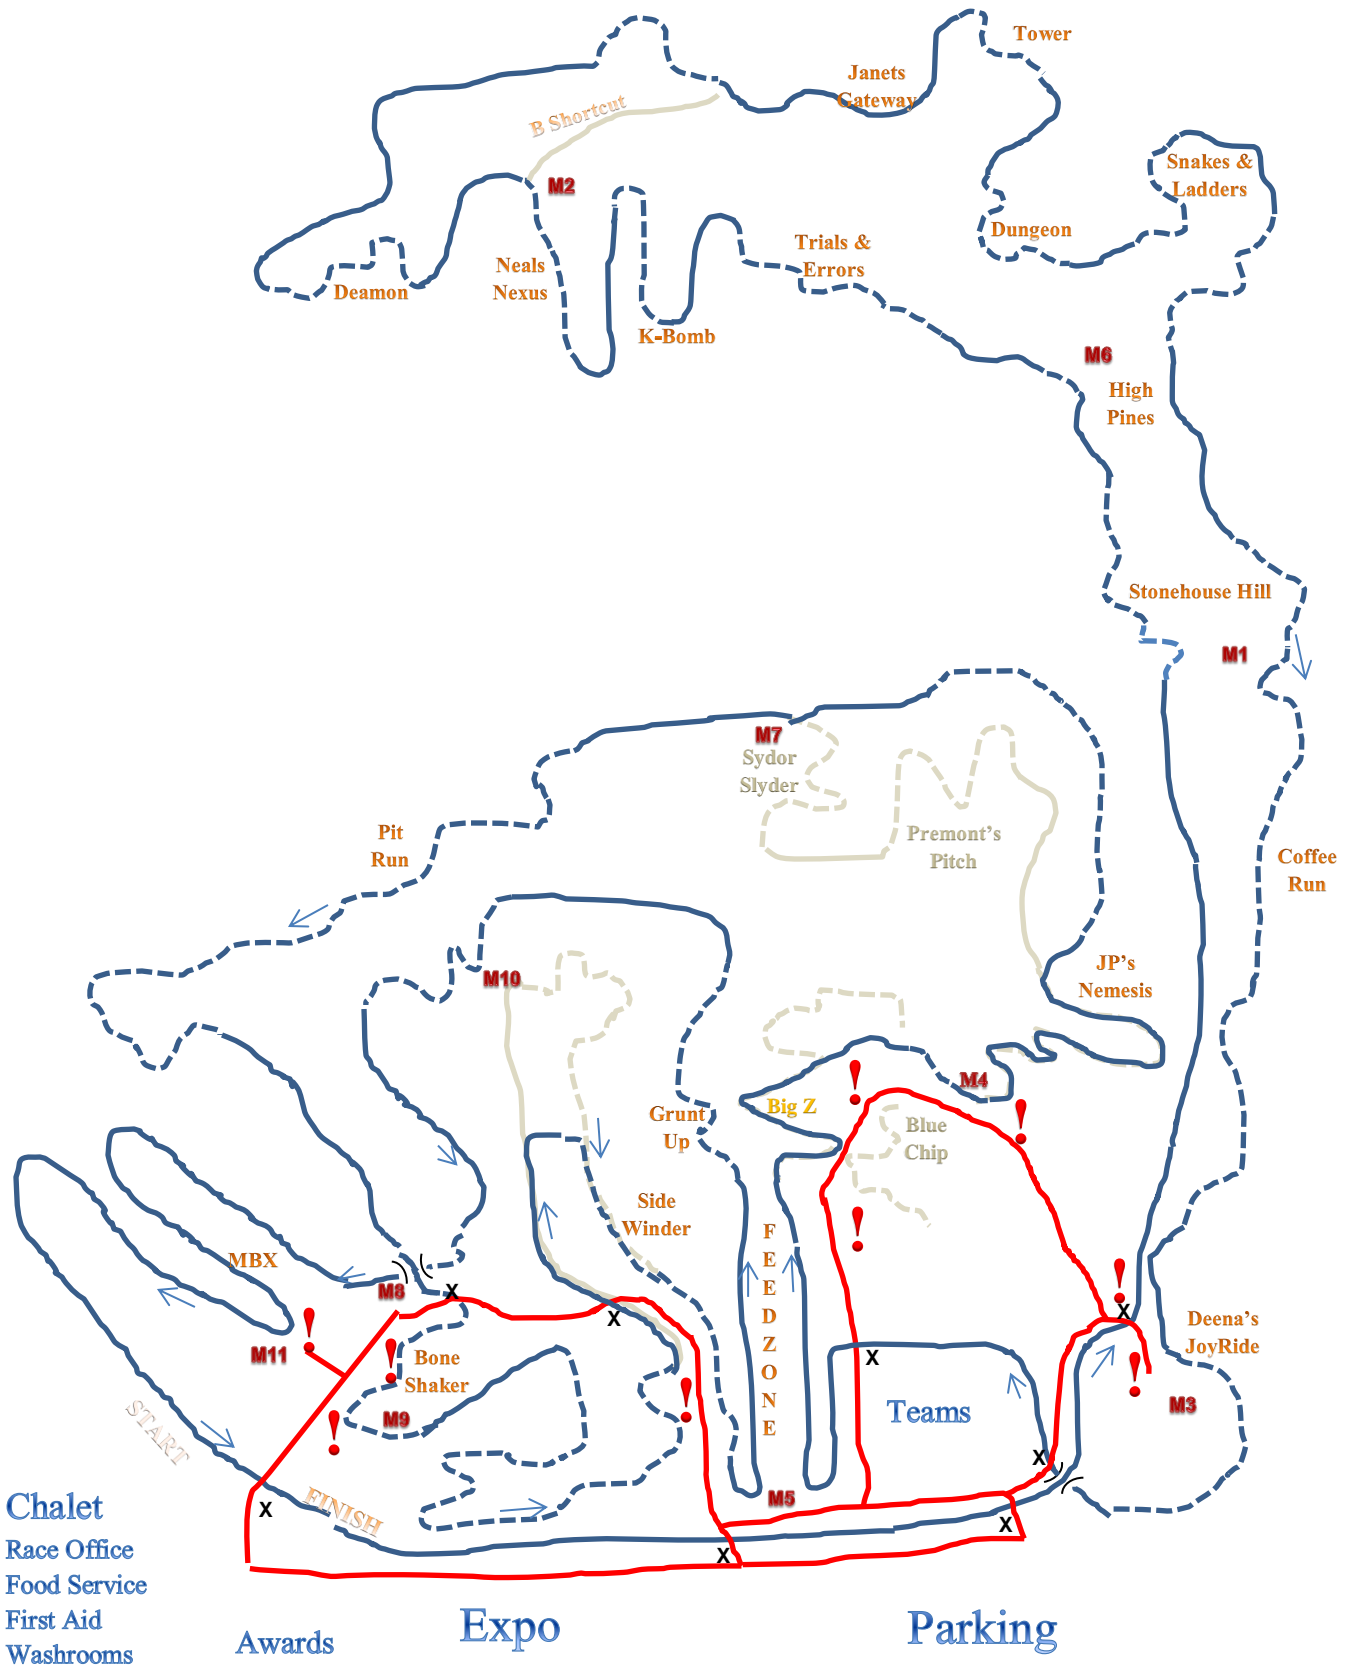 Tower
Janets
Gateway
B Shortcut
Snakes &
Ladders
M2
Dungeon
Trials &
Errors
Neals
Nexus
Deamon
K-Bomb
M6
High
Pines
Stonehouse Hill
M1
M7
Sydor
Slyder
Pit
Run
Premont's
Pitch
Coffee
Run
JP's
Nemesis
M10
M4
Big Z
Grunt
Up
Blue
Chip
Side
Winder
FEEDZONE
MBX
M8
X
X
X
Deena's
JoyRide
M11
Bone
Shaker
X
M9
Teams
M3
START
X
M5
FINISH
X
X
X
Chalet
Race Office
Food Service
First Aid
Washrooms
Awards
Expo
Parking